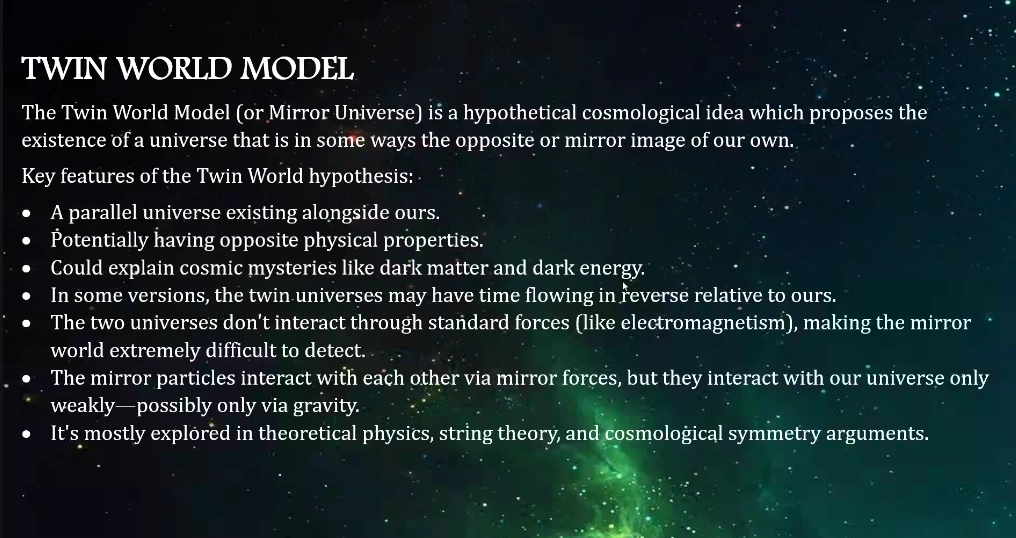 TWIN WORLD MODEL
The Twin World Model (or Mirror Universe) is a hypothetical cosmological idea which proposes the
existence of a universe that is in some ways the opposite or mirror image of our own.
Key features of the Twin World hypothesis:
• A parallel universe existing alongside ours.
• Potentially having opposite physical properties.
• Could explain cosmic mysteries like dark matter and dark energy.
• In some versions, the twin universes may have time flowing in reverse relative to ours.
• The two universes don't interact through standard forces (like electromagnetism), making the mirror
world extremely difficult to detect.
• The mirror particles interact with each other via mirror forces, but they interact with our universe only
weakly—possibly only via gravity.
• It's mostly explored in theoretical physics, string theory, and cosmological symmetry arguments.